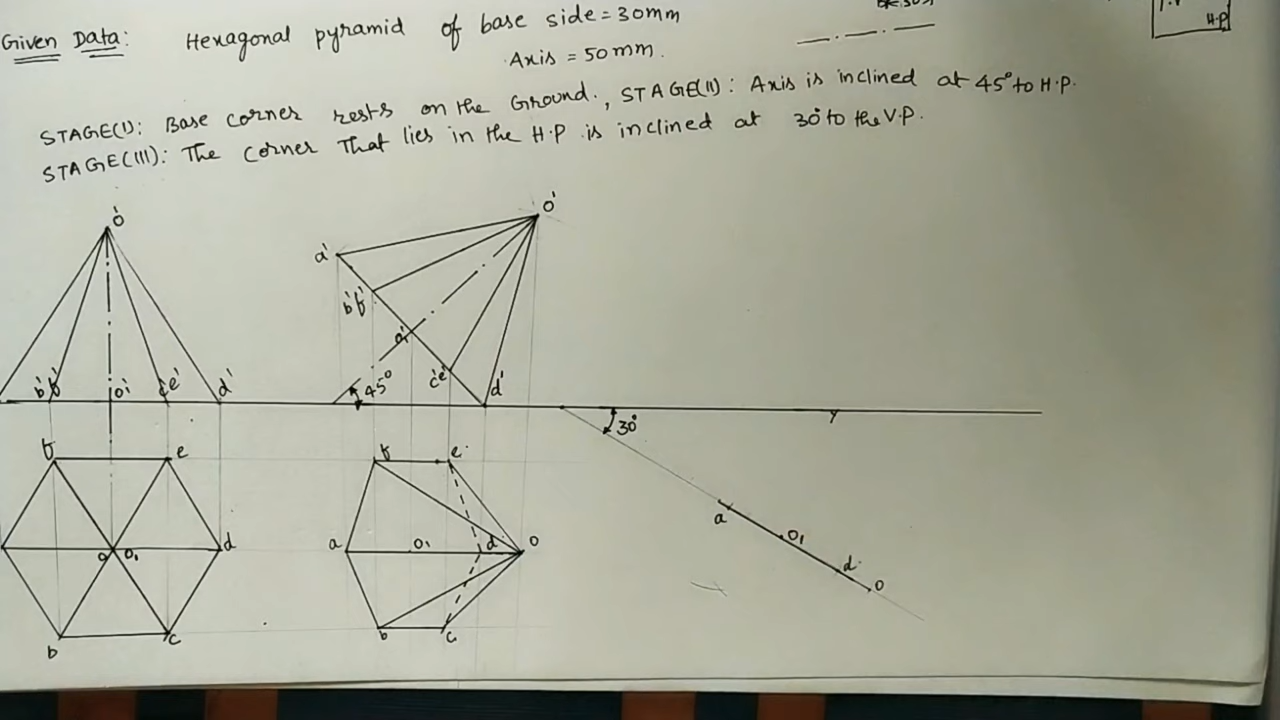 Given Data: Hexagonal pyramid of base side = 30mm
Axis = 50mm.
H.P
STAGE(I): Base corner rests on the Ground., STAGE(II): Axis is inclined at 45° to H.P.
STAGE(III): The corner That lies in the H.P is inclined at 30° to the V.P.
o' o'
a'
b'f'
o'
b'f' o₁' c'e' d' 45° c'e' d'
30° Y
f e f e
a
o o₁ d a o₁ d o o₁
d
o
b c b c